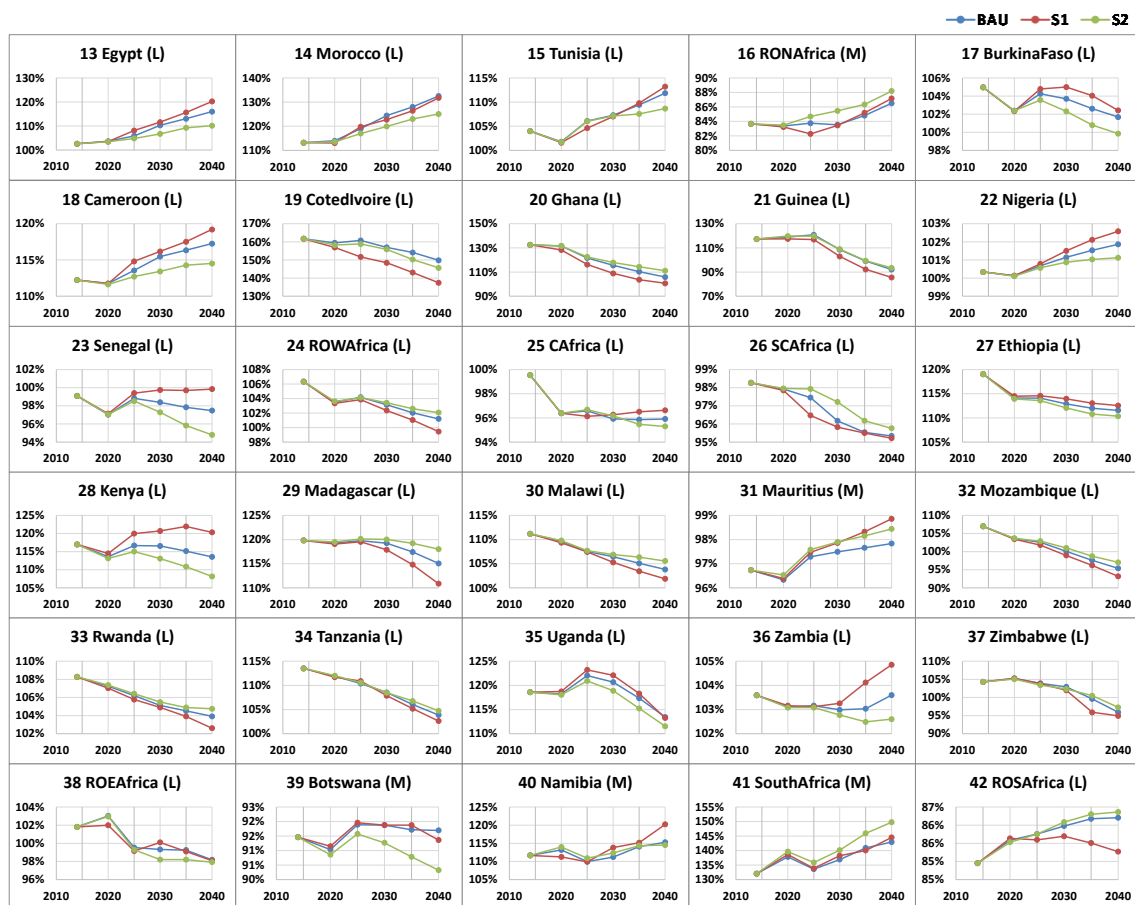 BAU S1 S2
13 Egypt (L)
130%
120%
110%
100%
2010 2020 2030 2040
14 Morocco (L)
140%
130%
120%
110%
2010 2020 2030 2040
15 Tunisia (L)
115%
110%
105%
100%
2010 2020 2030 2040
16 RONAfrica (M)
90%
88%
86%
84%
82%
80%
2010 2020 2030 2040
17 BurkinaFaso (L)
106%
104%
102%
100%
98%
2010 2020 2030 2040
18 Cameroon (L)
120%
115%
110%
2010 2020 2030 2040
19 CotedIvoire (L)
170%
160%
150%
140%
130%
2010 2020 2030 2040
20 Ghana (L)
150%
130%
110%
90%
2010 2020 2030 2040
21 Guinea (L)
130%
110%
90%
70%
2010 2020 2030 2040
22 Nigeria (L)
103%
102%
101%
100%
99%
2010 2020 2030 2040
23 Senegal (L)
102%
100%
98%
96%
94%
2010 2020 2030 2040
24 ROWAfrica (L)
108%
106%
104%
102%
100%
98%
2010 2020 2030 2040
25 CAfrica (L)
100%
98%
96%
94%
2010 2020 2030 2040
26 SCAfrica (L)
99%
98%
97%
96%
95%
2010 2020 2030 2040
27 Ethiopia (L)
120%
115%
110%
105%
2010 2020 2030 2040
28 Kenya (L)
125%
120%
115%
110%
105%
2010 2020 2030 2040
29 Madagascar (L)
125%
120%
115%
110%
2010 2020 2030 2040
30 Malawi (L)
115%
110%
105%
100%
2010 2020 2030 2040
31 Mauritius (M)
99%
98%
97%
96%
2010 2020 2030 2040
32 Mozambique (L)
110%
105%
100%
95%
90%
2010 2020 2030 2040
33 Rwanda (L)
110%
108%
106%
104%
102%
2010 2020 2030 2040
34 Tanzania (L)
115%
110%
105%
100%
2010 2020 2030 2040
35 Uganda (L)
125%
120%
115%
110%
2010 2020 2030 2040
36 Zambia (L)
105%
104%
103%
102%
2010 2020 2030 2040
37 Zimbabwe (L)
110%
105%
100%
95%
90%
2010 2020 2030 2040
38 ROEAfrica (L)
104%
102%
100%
98%
96%
2010 2020 2030 2040
39 Botswana (M)
93%
92%
92%
91%
91%
90%
2010 2020 2030 2040
40 Namibia (M)
125%
120%
115%
110%
105%
2010 2020 2030 2040
41 SouthAfrica (M)
155%
150%
145%
140%
135%
130%
2010 2020 2030 2040
42 ROSAfrica (L)
87%
86%
86%
85%
85%
2010 2020 2030 2040